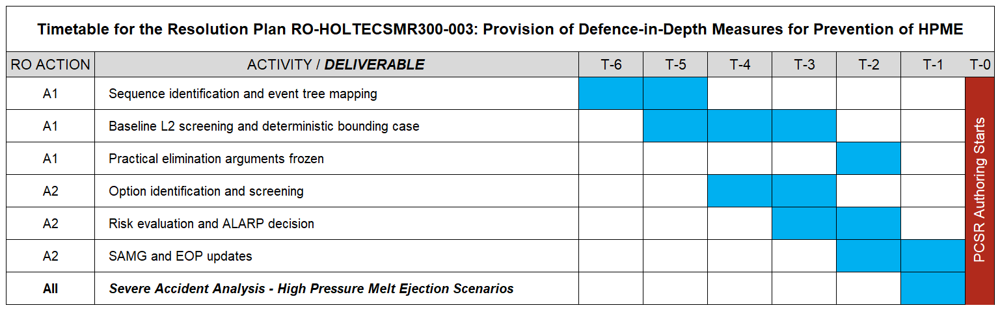 Timetable for the Resolution Plan RO-HOLTECSMR300-003: Provision of Defence-in-Depth Measures for Prevention of HPME
RO ACTION ACTIVITY / DELIVERABLE T-6 T-5 T-4 T-3 T-2 T-1 T-0
A1 Sequence identification and event tree mapping
A1 Baseline L2 screening and deterministic bounding case
A1 Practical elimination arguments frozen
A2 Option identification and screening
A2 Risk evaluation and ALARP decision
A2 SAMG and EOP updates
All Severe Accident Analysis - High Pressure Melt Ejection Scenarios
PCSR Authoring Starts